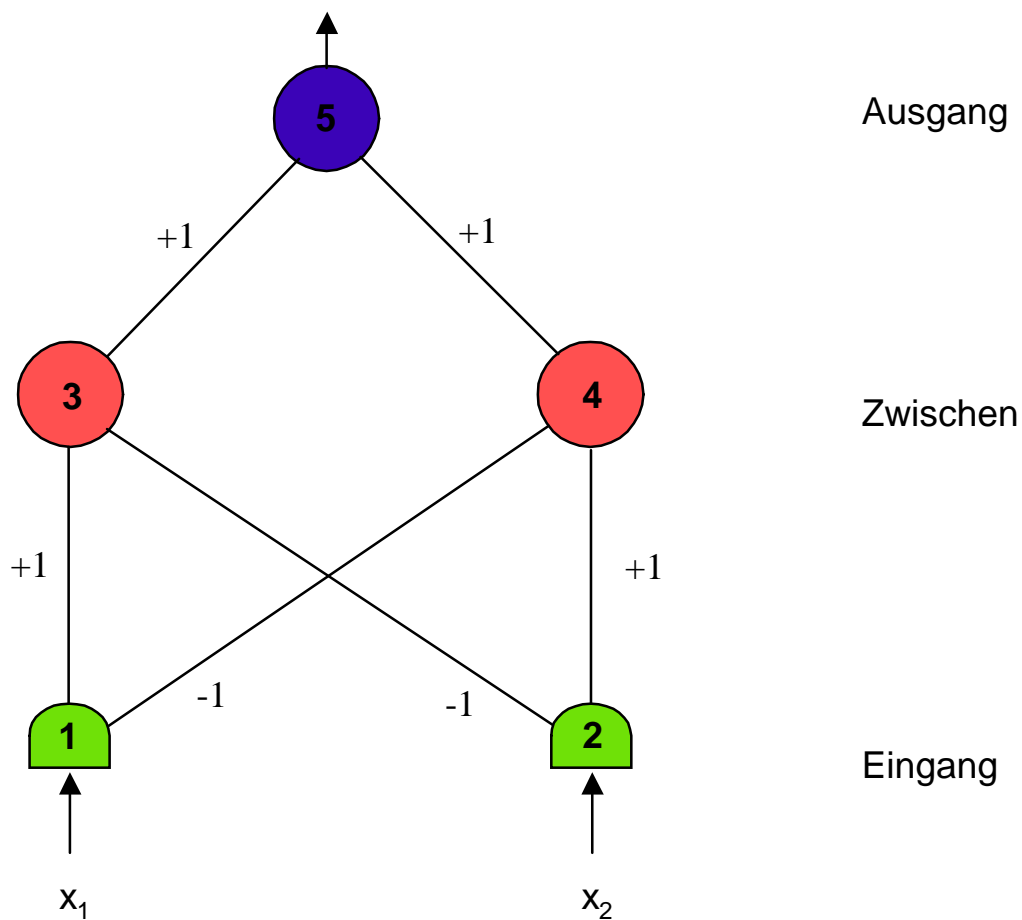 5
Ausgang
+1 +1
3 4
Zwischen
+1 +1
-1 -1
1 2
Eingang
x₁ x₂